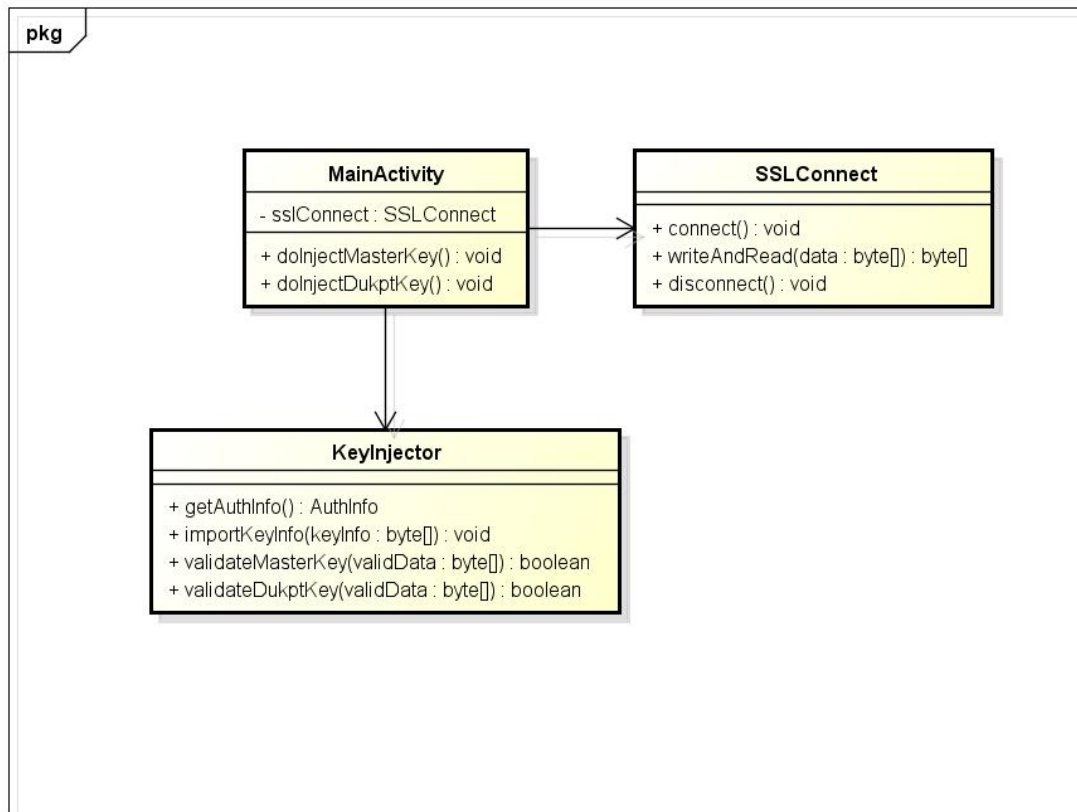 pkg
MainActivity
- sslConnect : SSLConnect
+ doInjectMasterKey() : void
+ doInjectDukptKey() : void
SSLConnect
+ connect() : void
+ writeAndRead(data : byte[]) : byte[]
+ disconnect() : void
KeyInjector
+ getAuthInfo() : AuthInfo
+ importKeyInfo(keyInfo : byte[]) : void
+ validateMasterKey(validData : byte[]) : boolean
+ validateDukptKey(validData : byte[]) : boolean